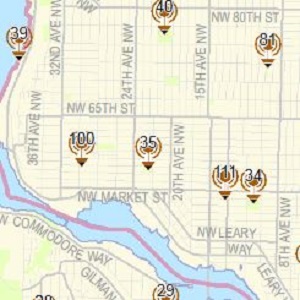 40
NW 80TH ST
39
81
32ND AVE NW
24TH AVE NW
15TH AVE NW
NW 65TH ST
36TH AVE NW
100
35
20TH AVE NW
8TH AVE NW
111
34
NW MARKET ST
NW LEARY
WAY
W COMMODORE WAY
GILMAN
LEARY
29